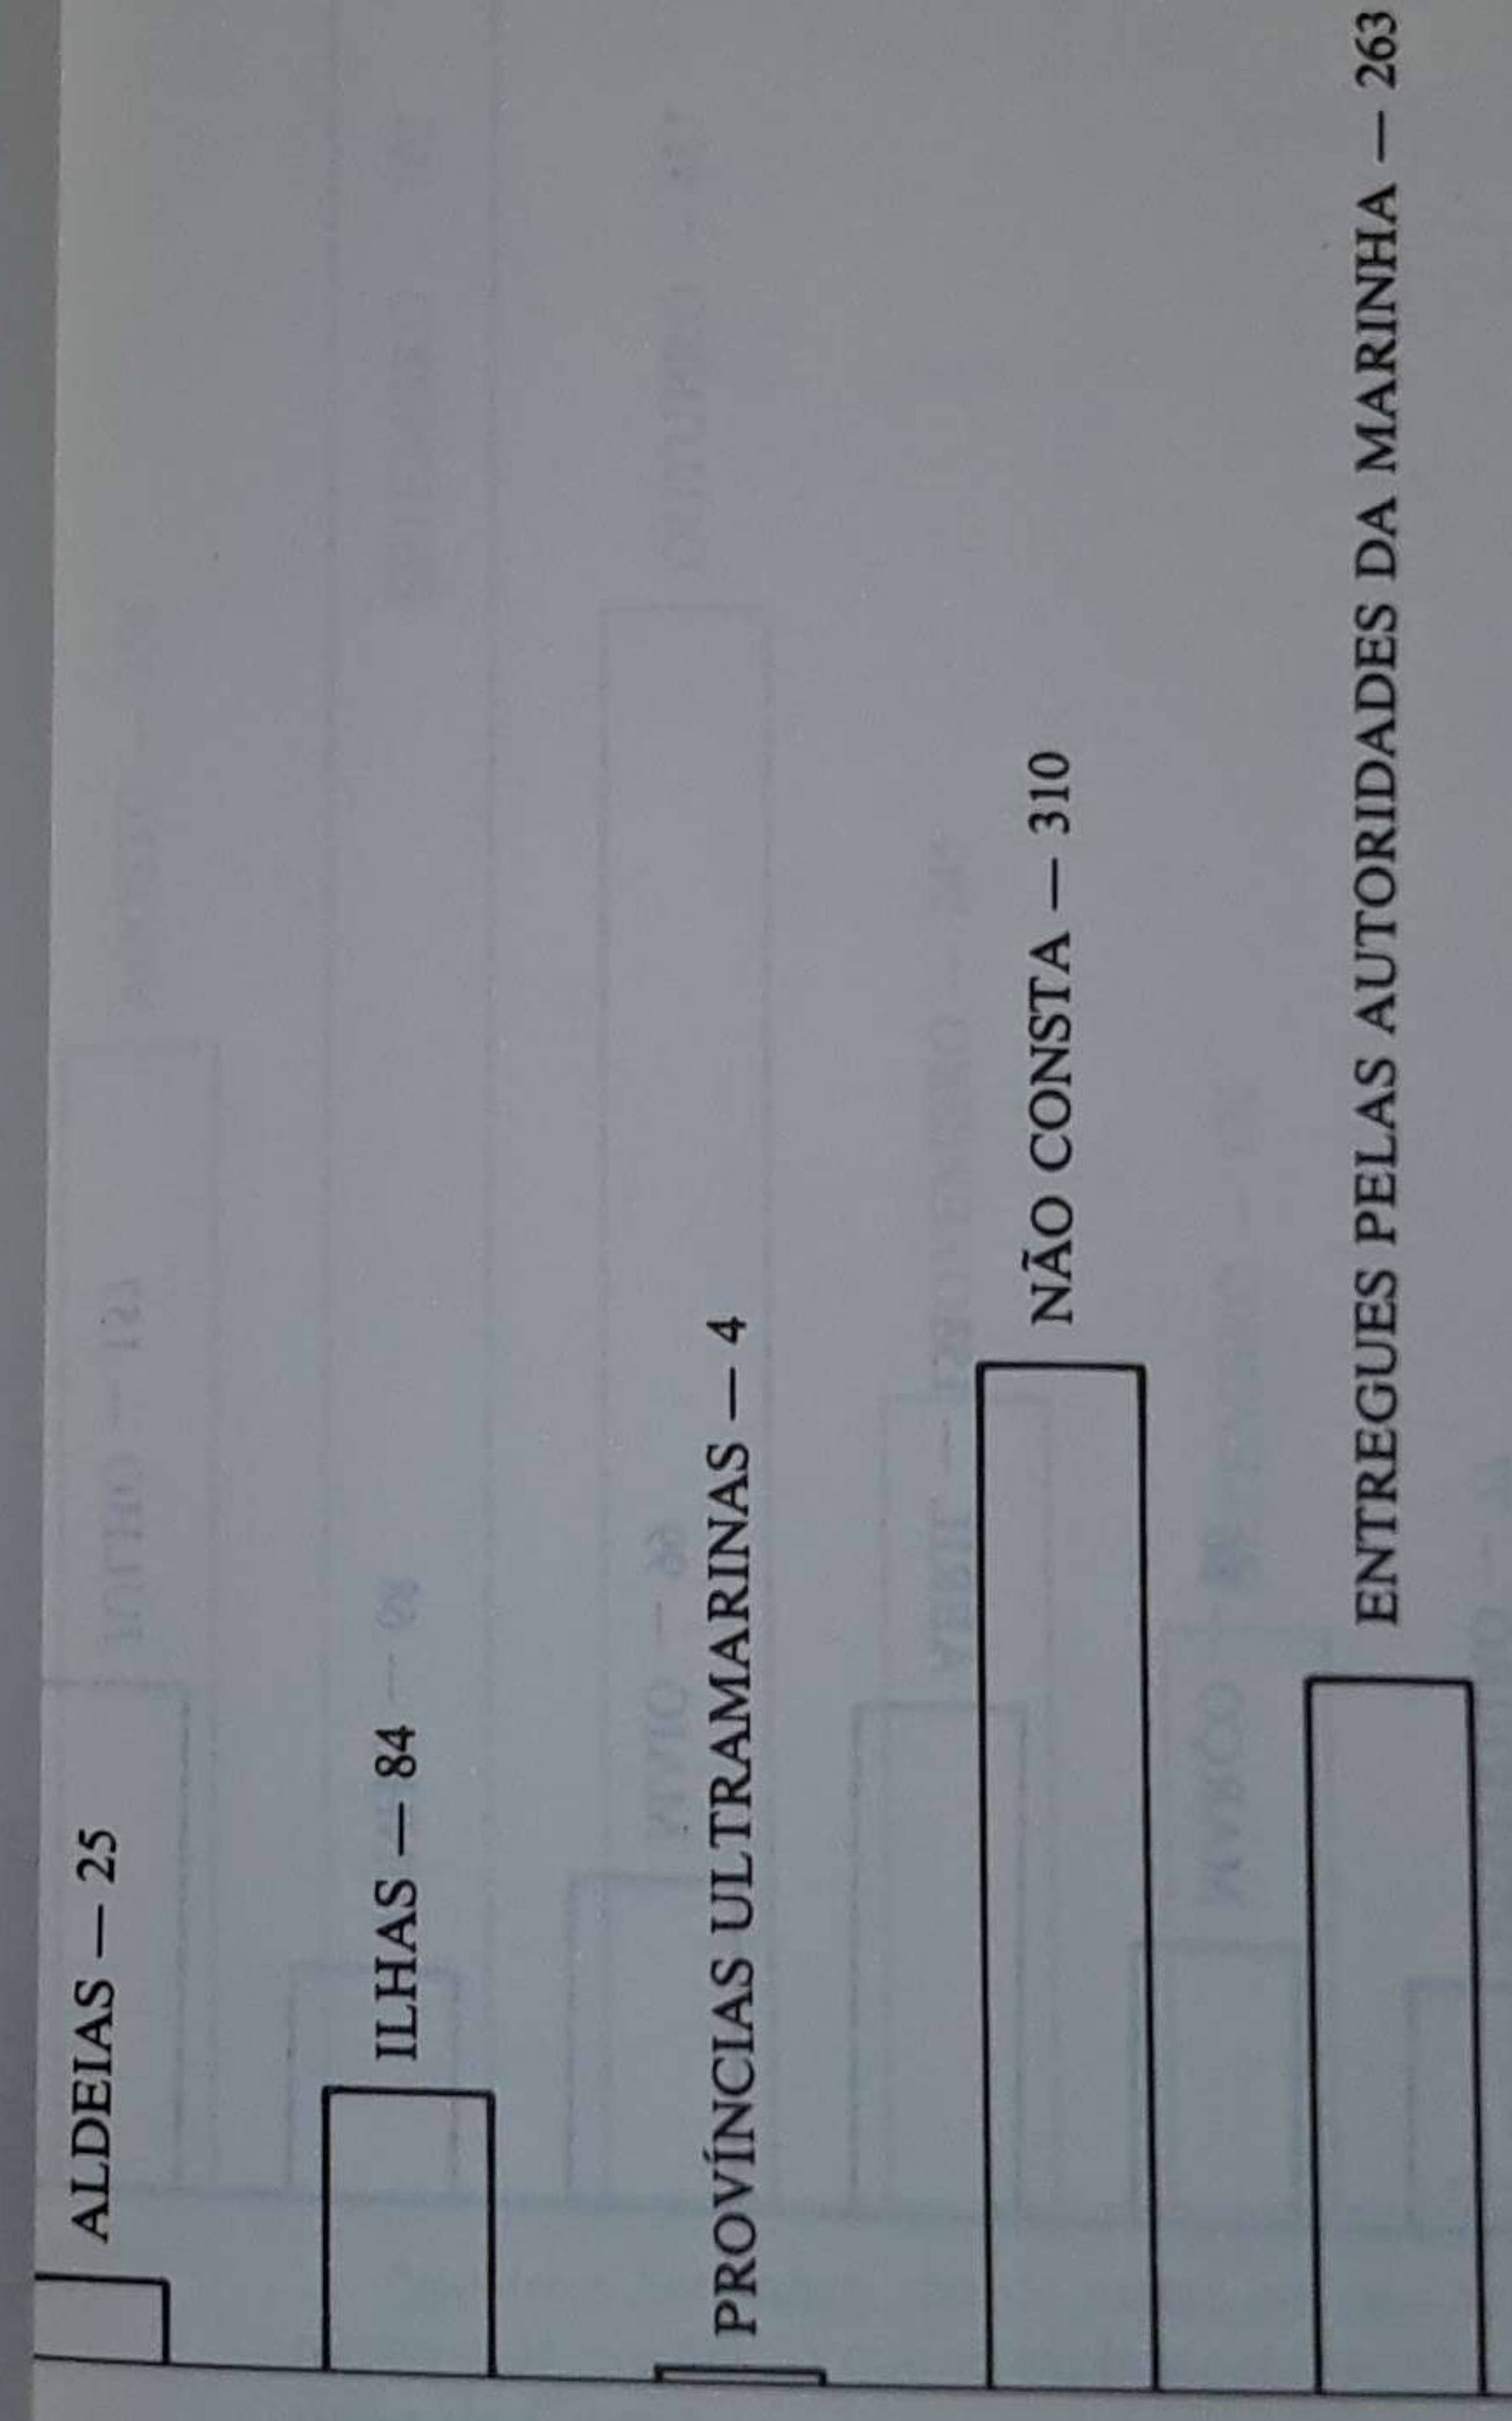 ALDEIAS — 25
ILHAS — 84
PROVÍNCIAS ULTRAMARINAS — 4
NÃO CONSTA — 310
ENTREGUES PELAS AUTORIDADES DA MARINHA — 263